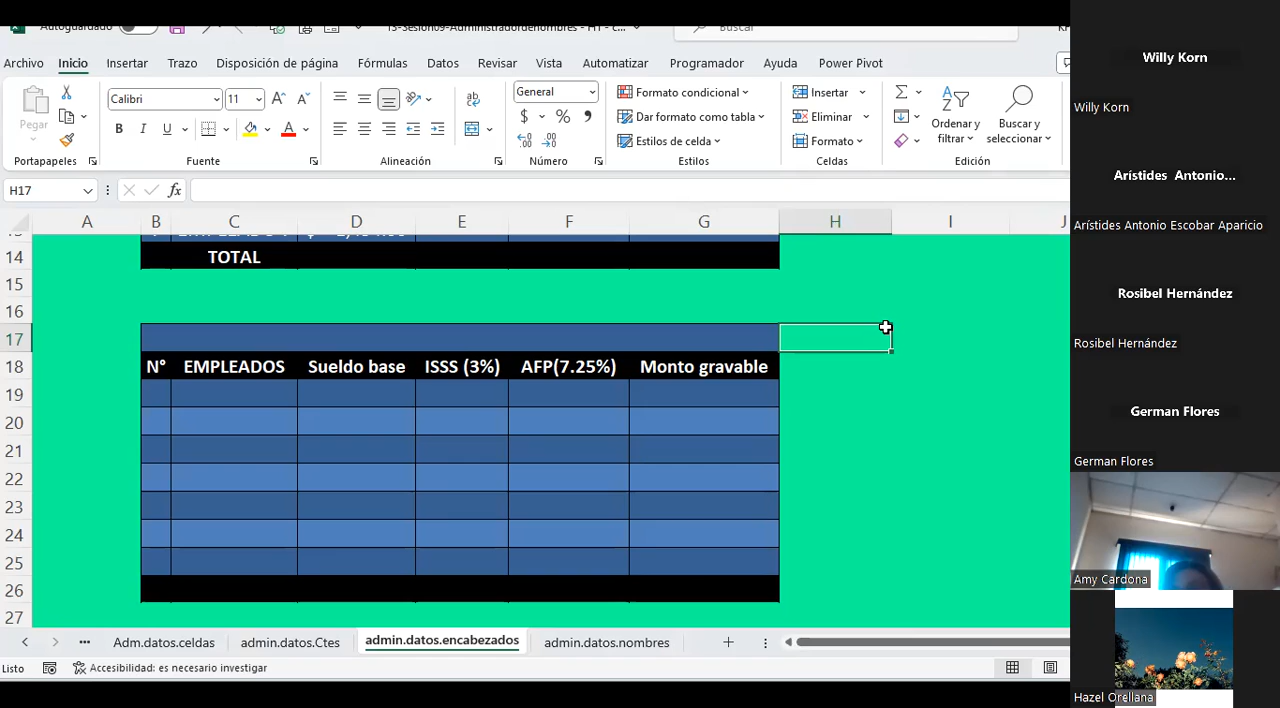 Autoguardado
13-Sesion09-Administradordenombres - HT - c...
Buscar
Archivo Inicio Insertar Trazo Disposición de página Fórmulas Datos Revisar Vista Automatizar Programador Ayuda Power Pivot
Pegar
Calibri 11
N K S
General
$ %
Formato condicional
Dar formato como tabla
Estilos de celda
Insertar
Eliminar
Formato
Ordenar y
filtrar
Buscar y
seleccionar
Portapapeles Fuente Alineación Número Estilos Celdas Edición
H17 fx
A B C D E F G H I J
14 TOTAL
15
16
17
18 N° EMPLEADOS Sueldo base ISSS (3%) AFP(7.25%) Monto gravable
19
20
21
22
23
24
25
26
27
... Adm.datos.celdas admin.datos.Ctes admin.datos.encabezados admin.datos.nombres
Listo Accesibilidad: es necesario investigar
Willy Korn
Willy Korn
Arístides Antonio...
Arístides Antonio Escobar Aparicio
Rosibel Hernández
Rosibel Hernández
German Flores
German Flores
Amy Cardona
Hazel Orellana